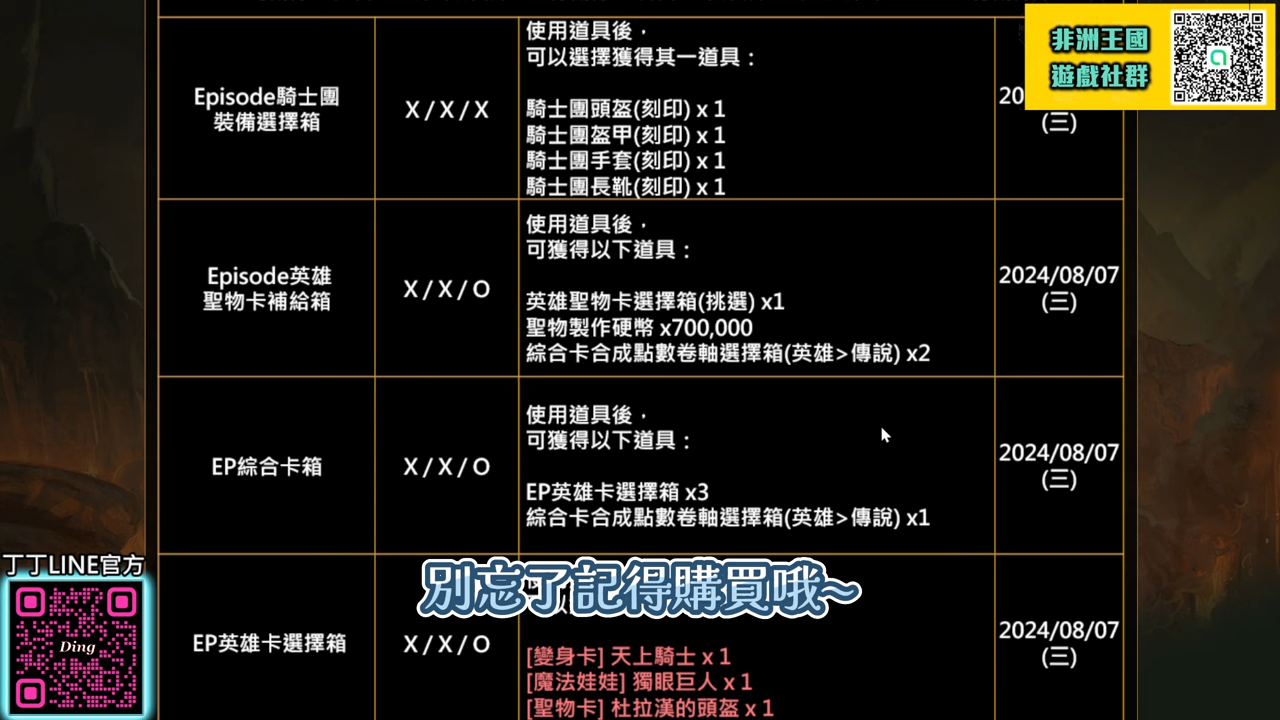 非洲王國
遊戲社群
Episode騎士團
裝備選擇箱
X / X / X
使用道具後，
可以選擇獲得其一道具：
騎士團頭盔(刻印) x 1
騎士團盔甲(刻印) x 1
騎士團手套(刻印) x 1
騎士團長靴(刻印) x 1
20
(三)
Episode英雄
聖物卡補給箱
X / X / O
使用道具後，
可獲得以下道具：
英雄聖物卡選擇箱(挑選) x1
聖物製作硬幣 x700,000
綜合卡合成點數卷軸選擇箱(英雄>傳說) x2
2024/08/07
(三)
EP綜合卡箱
X / X / O
使用道具後，
可獲得以下道具：
EP英雄卡選擇箱 x3
綜合卡合成點數卷軸選擇箱(英雄>傳說) x1
2024/08/07
(三)
EP英雄卡選擇箱
X / X / O
[變身卡] 天上騎士 x 1
[魔法娃娃] 獨眼巨人 x 1
[聖物卡] 杜拉漢的頭盔 x 1
2024/08/07
(三)
別忘了記得購買哦~
丁丁LINE官方
Ding